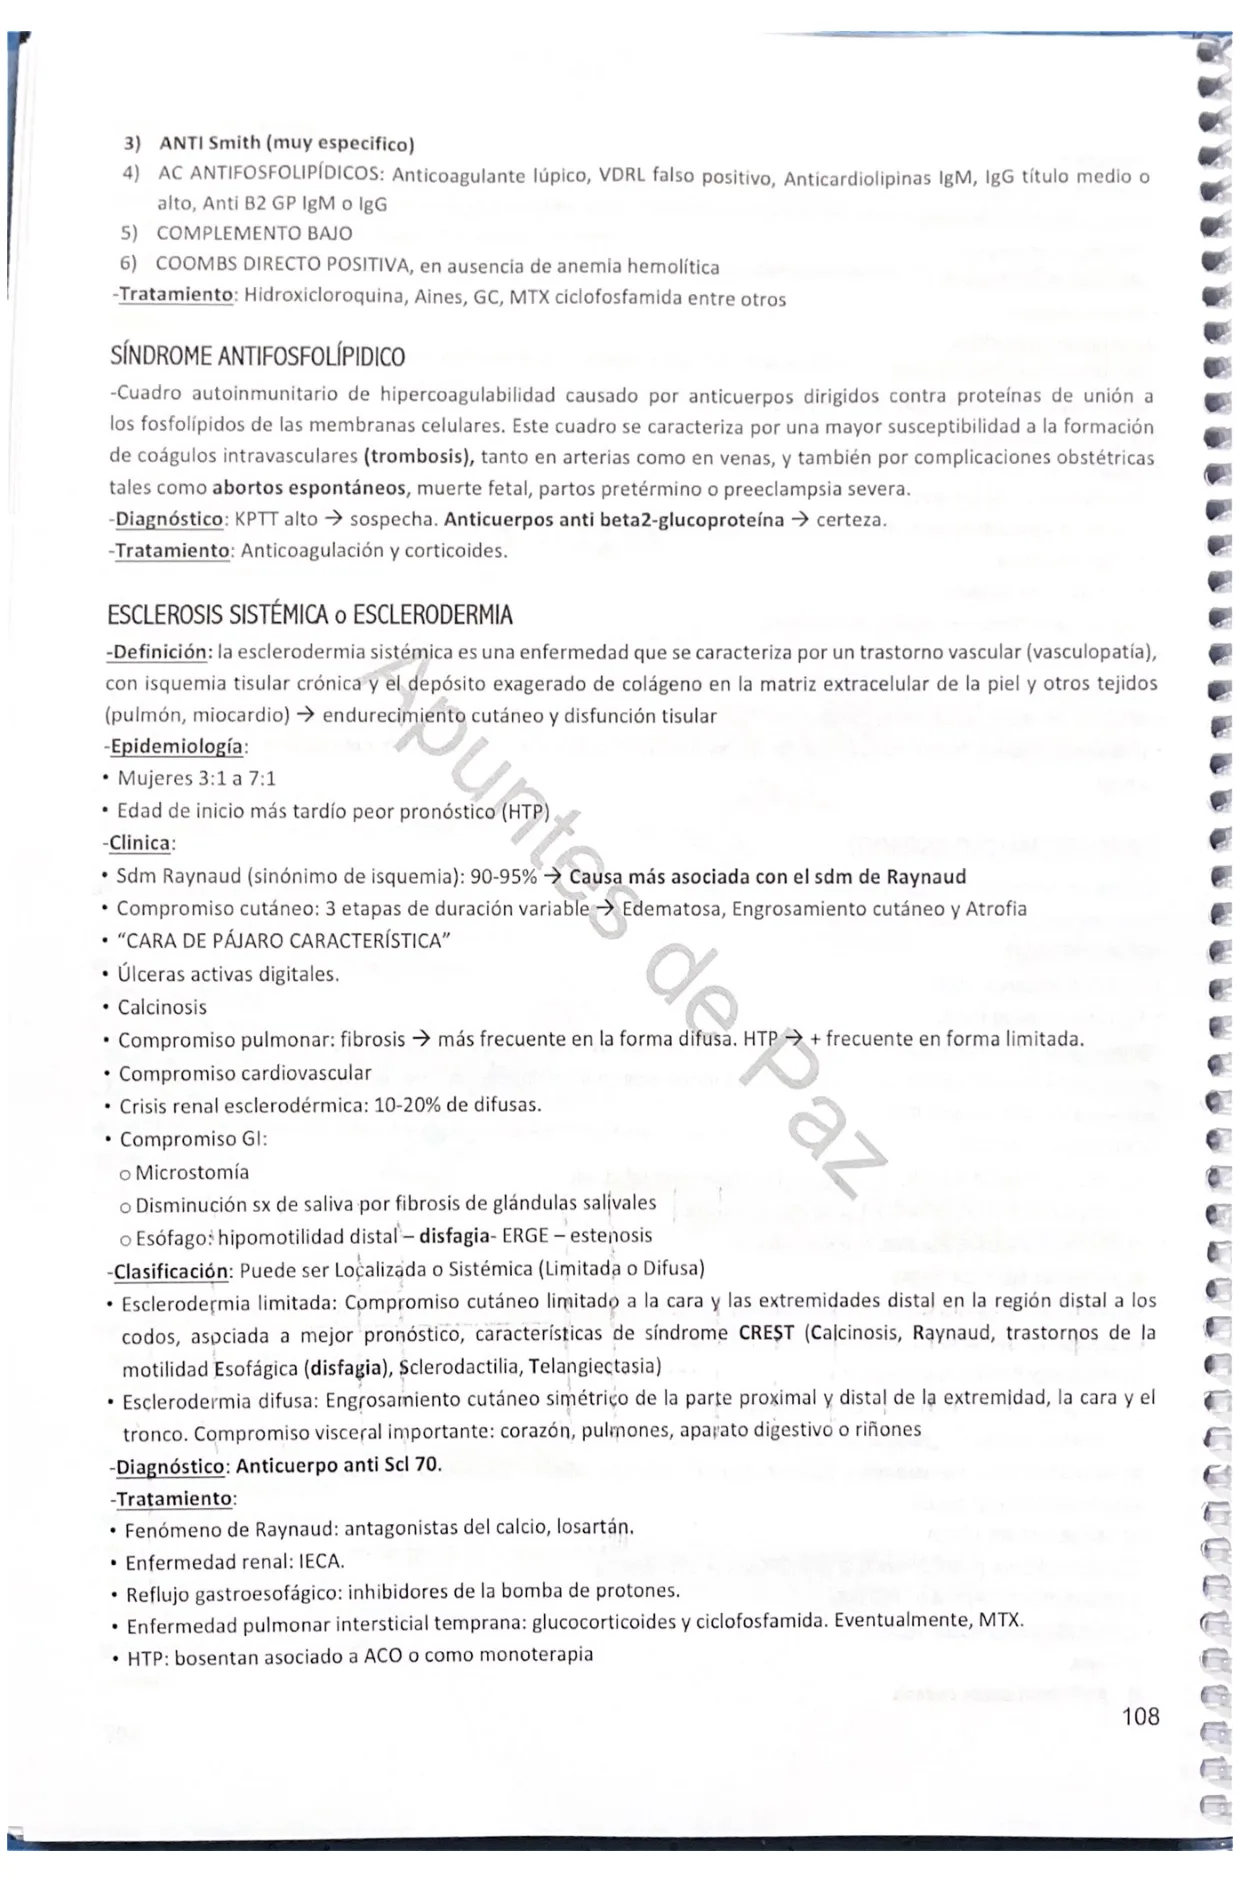 3) ANTI Smith (muy especifico)
4) AC ANTIFOSFOLIPÍDICOS: Anticoagulante lúpico, VDRL falso positivo, Anticardiolipinas IgM, IgG título medio o
alto, Anti B2 GP IgM o IgG
5) COMPLEMENTO BAJO
6) COOMBS DIRECTO POSITIVA, en ausencia de anemia hemolítica
-Tratamiento: Hidroxicloroquina, Aines, GC, MTX ciclofosfamida entre otros
SÍNDROME ANTIFOSFOLÍPIDICO
-Cuadro autoinmunitario de hipercoagulabilidad causado por anticuerpos dirigidos contra proteínas de unión a
los fosfolípidos de las membranas celulares. Este cuadro se caracteriza por una mayor susceptibilidad a la formación
de coágulos intravasculares (trombosis), tanto en arterias como en venas, y también por complicaciones obstétricas
tales como abortos espontáneos, muerte fetal, partos pretérmino o preeclampsia severa.
-Diagnóstico: KPTT alto → sospecha. Anticuerpos anti beta2-glucoproteína → certeza.
-Tratamiento: Anticoagulación y corticoides.
ESCLEROSIS SISTÉMICA o ESCLERODERMIA
-Definición: la esclerodermia sistémica es una enfermedad que se caracteriza por un trastorno vascular (vasculopatía),
con isquemia tisular crónica y el depósito exagerado de colágeno en la matriz extracelular de la piel y otros tejidos
(pulmón, miocardio) → endurecimiento cutáneo y disfunción tisular
-Epidemiología:
• Mujeres 3:1 a 7:1
• Edad de inicio más tardío peor pronóstico (HTP)
-Clinica:
• Sdm Raynaud (sinónimo de isquemia): 90-95% → Causa más asociada con el sdm de Raynaud
• Compromiso cutáneo: 3 etapas de duración variable → Edematosa, Engrosamiento cutáneo y Atrofia
• "CARA DE PÁJARO CARACTERÍSTICA"
• Úlceras activas digitales.
• Calcinosis
• Compromiso pulmonar: fibrosis → más frecuente en la forma difusa. HTP → + frecuente en forma limitada.
• Compromiso cardiovascular
• Crisis renal esclerodérmica: 10-20% de difusas.
• Compromiso GI:
o Microstomía
o Disminución sx de saliva por fibrosis de glándulas salivales
o Esófago: hipomotilidad distal – disfagia- ERGE – estenosis
-Clasificación: Puede ser Localizada o Sistémica (Limitada o Difusa)
• Esclerodermia limitada: Compromiso cutáneo limitado a la cara y las extremidades distal en la región distal a los
codos, asociada a mejor pronóstico, características de síndrome CREST (Calcinosis, Raynaud, trastornos de la
motilidad Esofágica (disfagia), Sclerodactilia, Telangiectasia)
• Esclerodermia difusa: Engrosamiento cutáneo simétrico de la parte proximal y distal de la extremidad, la cara y el
tronco. Compromiso visceral importante: corazón, pulmones, aparato digestivo o riñones
-Diagnóstico: Anticuerpo anti Scl 70.
-Tratamiento:
• Fenómeno de Raynaud: antagonistas del calcio, losartán.
• Enfermedad renal: IECA.
• Reflujo gastroesofágico: inhibidores de la bomba de protones.
• Enfermedad pulmonar intersticial temprana: glucocorticoides y ciclofosfamida. Eventualmente, MTX.
• HTP: bosentan asociado a ACO o como monoterapia
108
Apuntes de Paz